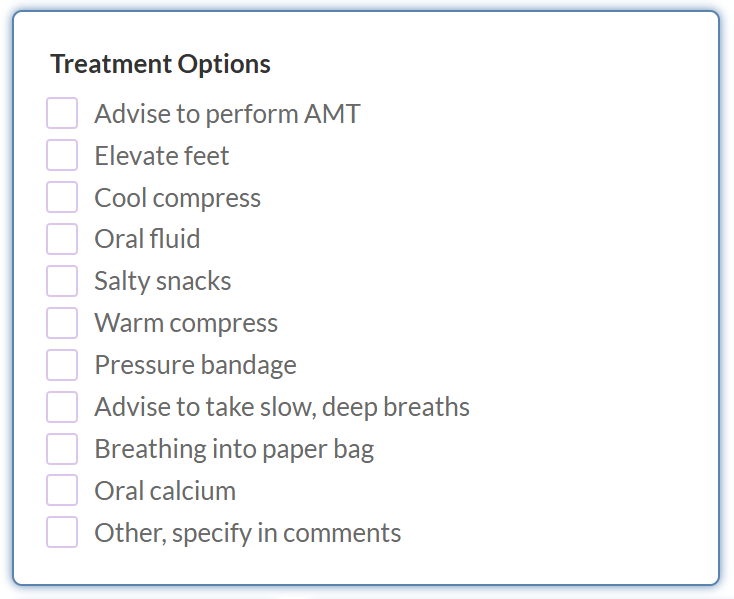 Treatment Options
Advise to perform AMT
Elevate feet
Cool compress
Oral fluid
Salty snacks
Warm compress
Pressure bandage
Advise to take slow, deep breaths
Breathing into paper bag
Oral calcium
Other, specify in comments